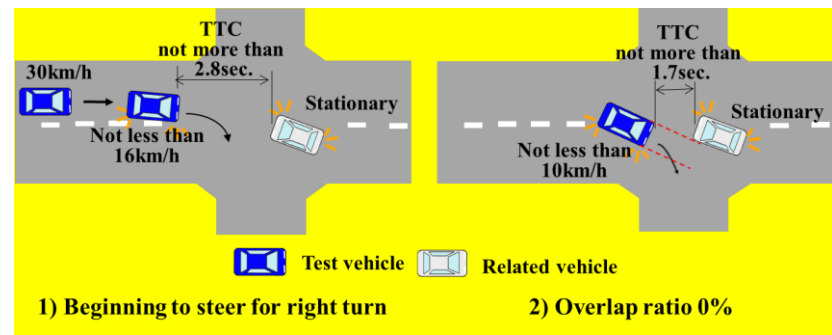 TTC
not more than
2.8sec.
30km/h
Stationary
Not less than
16km/h
TTC
not more than
1.7sec.
Stationary
Not less than
10km/h
Test vehicle
Related vehicle
1) Beginning to steer for right turn
2) Overlap ratio 0%